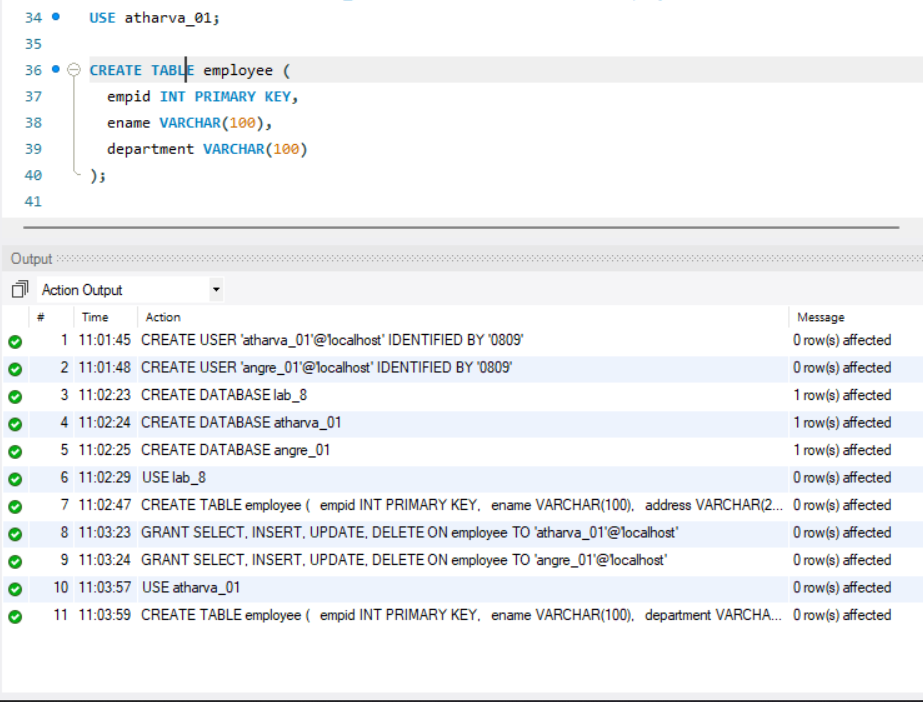 34 USE atharva_01;
35
36 CREATE TABLE employee (
37 empid INT PRIMARY KEY,
38 ename VARCHAR(100),
39 department VARCHAR(100)
40 );
41
Output
Action Output
# Time Action Message
1 11:01:45 CREATE USER 'atharva_01'@'localhost' IDENTIFIED BY '0809' 0 row(s) affected
2 11:01:48 CREATE USER 'angre_01'@'localhost' IDENTIFIED BY '0809' 0 row(s) affected
3 11:02:23 CREATE DATABASE lab_8 1 row(s) affected
4 11:02:24 CREATE DATABASE atharva_01 1 row(s) affected
5 11:02:25 CREATE DATABASE angre_01 1 row(s) affected
6 11:02:29 USE lab_8 0 row(s) affected
7 11:02:47 CREATE TABLE employee ( empid INT PRIMARY KEY, ename VARCHAR(100), address VARCHAR(2... 0 row(s) affected
8 11:03:23 GRANT SELECT, INSERT, UPDATE, DELETE ON employee TO 'atharva_01'@'localhost' 0 row(s) affected
9 11:03:24 GRANT SELECT, INSERT, UPDATE, DELETE ON employee TO 'angre_01'@'localhost' 0 row(s) affected
10 11:03:57 USE atharva_01 0 row(s) affected
11 11:03:59 CREATE TABLE employee ( empid INT PRIMARY KEY, ename VARCHAR(100), department VARCHA... 0 row(s) affected